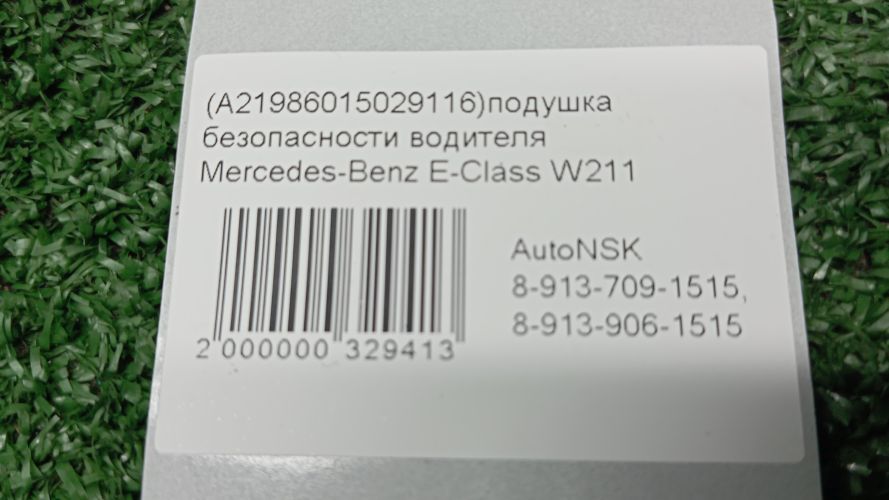 (A21986015029116)подушка
безопасности водителя
Mercedes-Benz E-Class W211
AutoNSK
8-913-709-1515,
8-913-906-1515
2 000000 329413